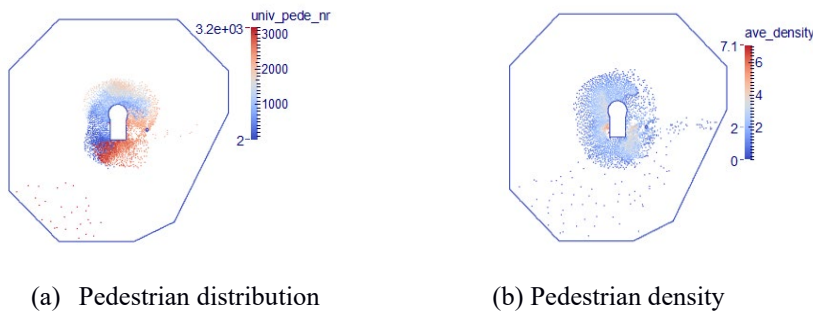 univ_pede_nr
3.2e+03
3000
2000
1000
2
ave_density
7.1
6
4
2
2
0
(a) Pedestrian distribution
(b) Pedestrian density